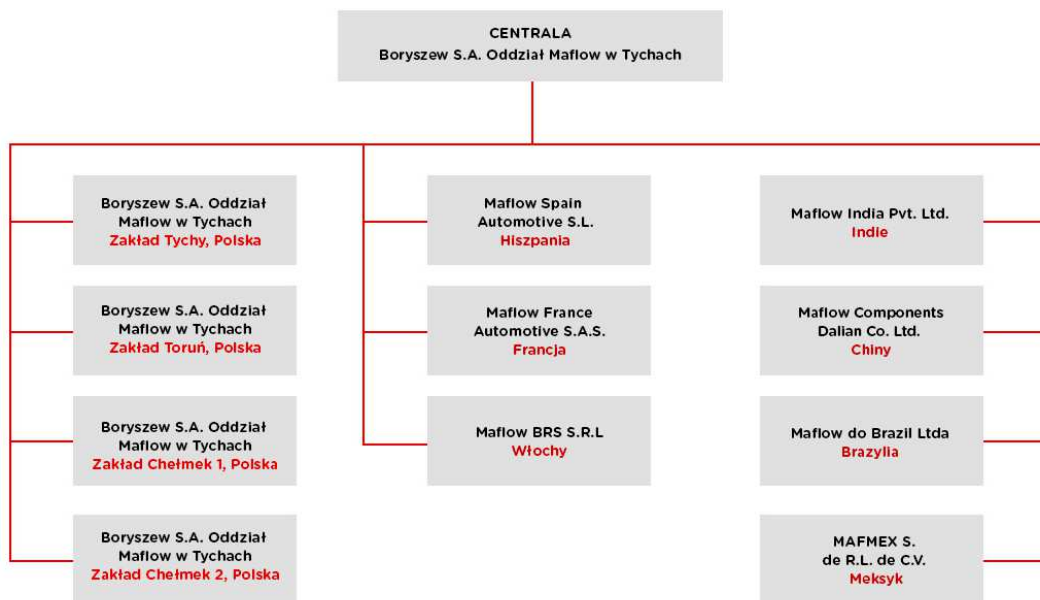 CENTRALA
Boryszew S.A. Oddział Maflow w Tychach
Boryszew S.A. Oddział
Maflow w Tychach
Zakład Tychy, Polska
Boryszew S.A. Oddział
Maflow w Tychach
Zakład Toruń, Polska
Boryszew S.A. Oddział
Maflow w Tychach
Zakład Chełmek 1, Polska
Boryszew S.A. Oddział
Maflow w Tychach
Zakład Chełmek 2, Polska
Maflow Spain
Automotive S.L.
Hiszpania
Maflow France
Automotive S.A.S.
Francja
Maflow BRS S.R.L
Włochy
Maflow India Pvt. Ltd.
Indie
Maflow Components
Dalian Co. Ltd.
Chiny
Maflow do Brazil Ltda
Brazylia
MAFMEX S.
de R.L. de C.V.
Meksyk